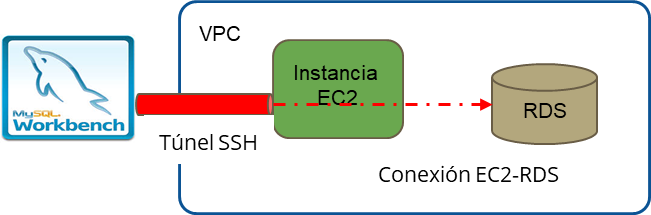 VPC
Instancia
EC2
RDS
MySQL
Workbench
Túnel SSH
Conexión EC2-RDS